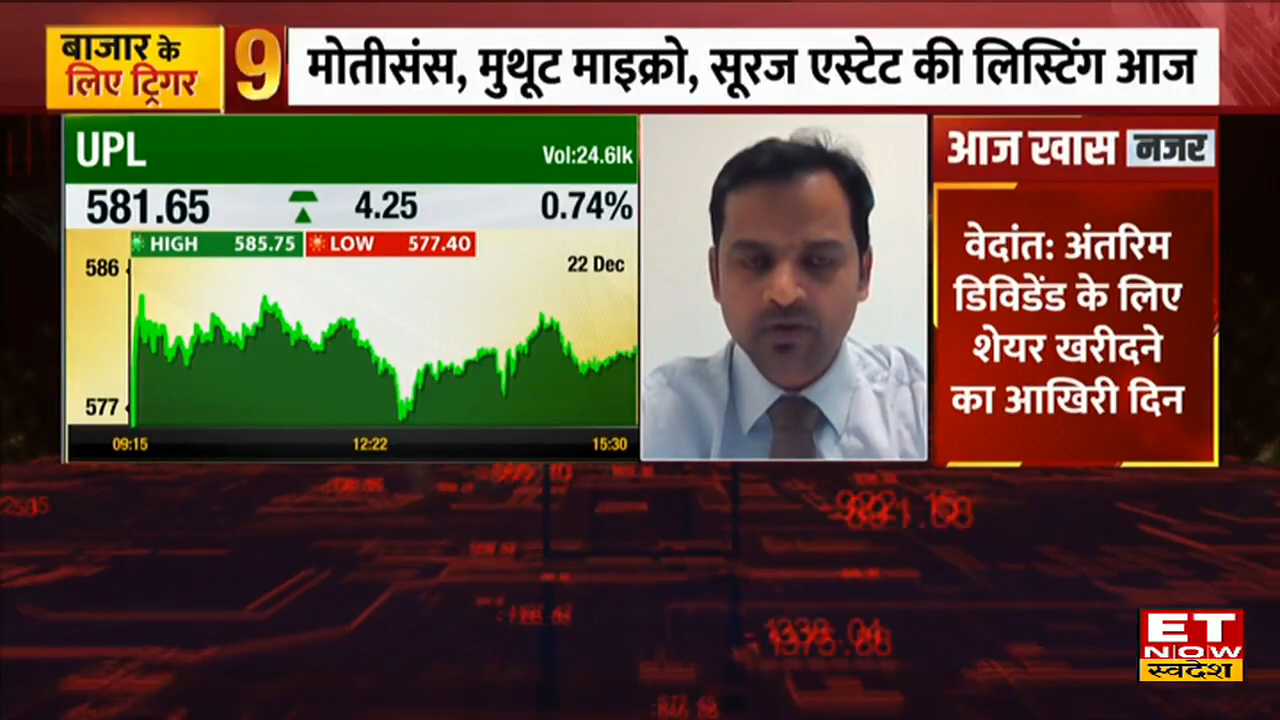 बाजार के
लिए ट्रिगर
9
मोतीसंस, मुथूट माइक्रो, सूरज एस्टेट की लिस्टिंग आज
UPL
Vol:24.6lk
581.65
4.25
0.74%
HIGH 585.75
LOW 577.40
586
22 Dec
577
09:15
12:22
15:30
आज खास नजर
वेदांत: अंतरिम
डिविडेंड के लिए
शेयर खरीदने
का आखिरी दिन
ET
NOW
स्वदेश